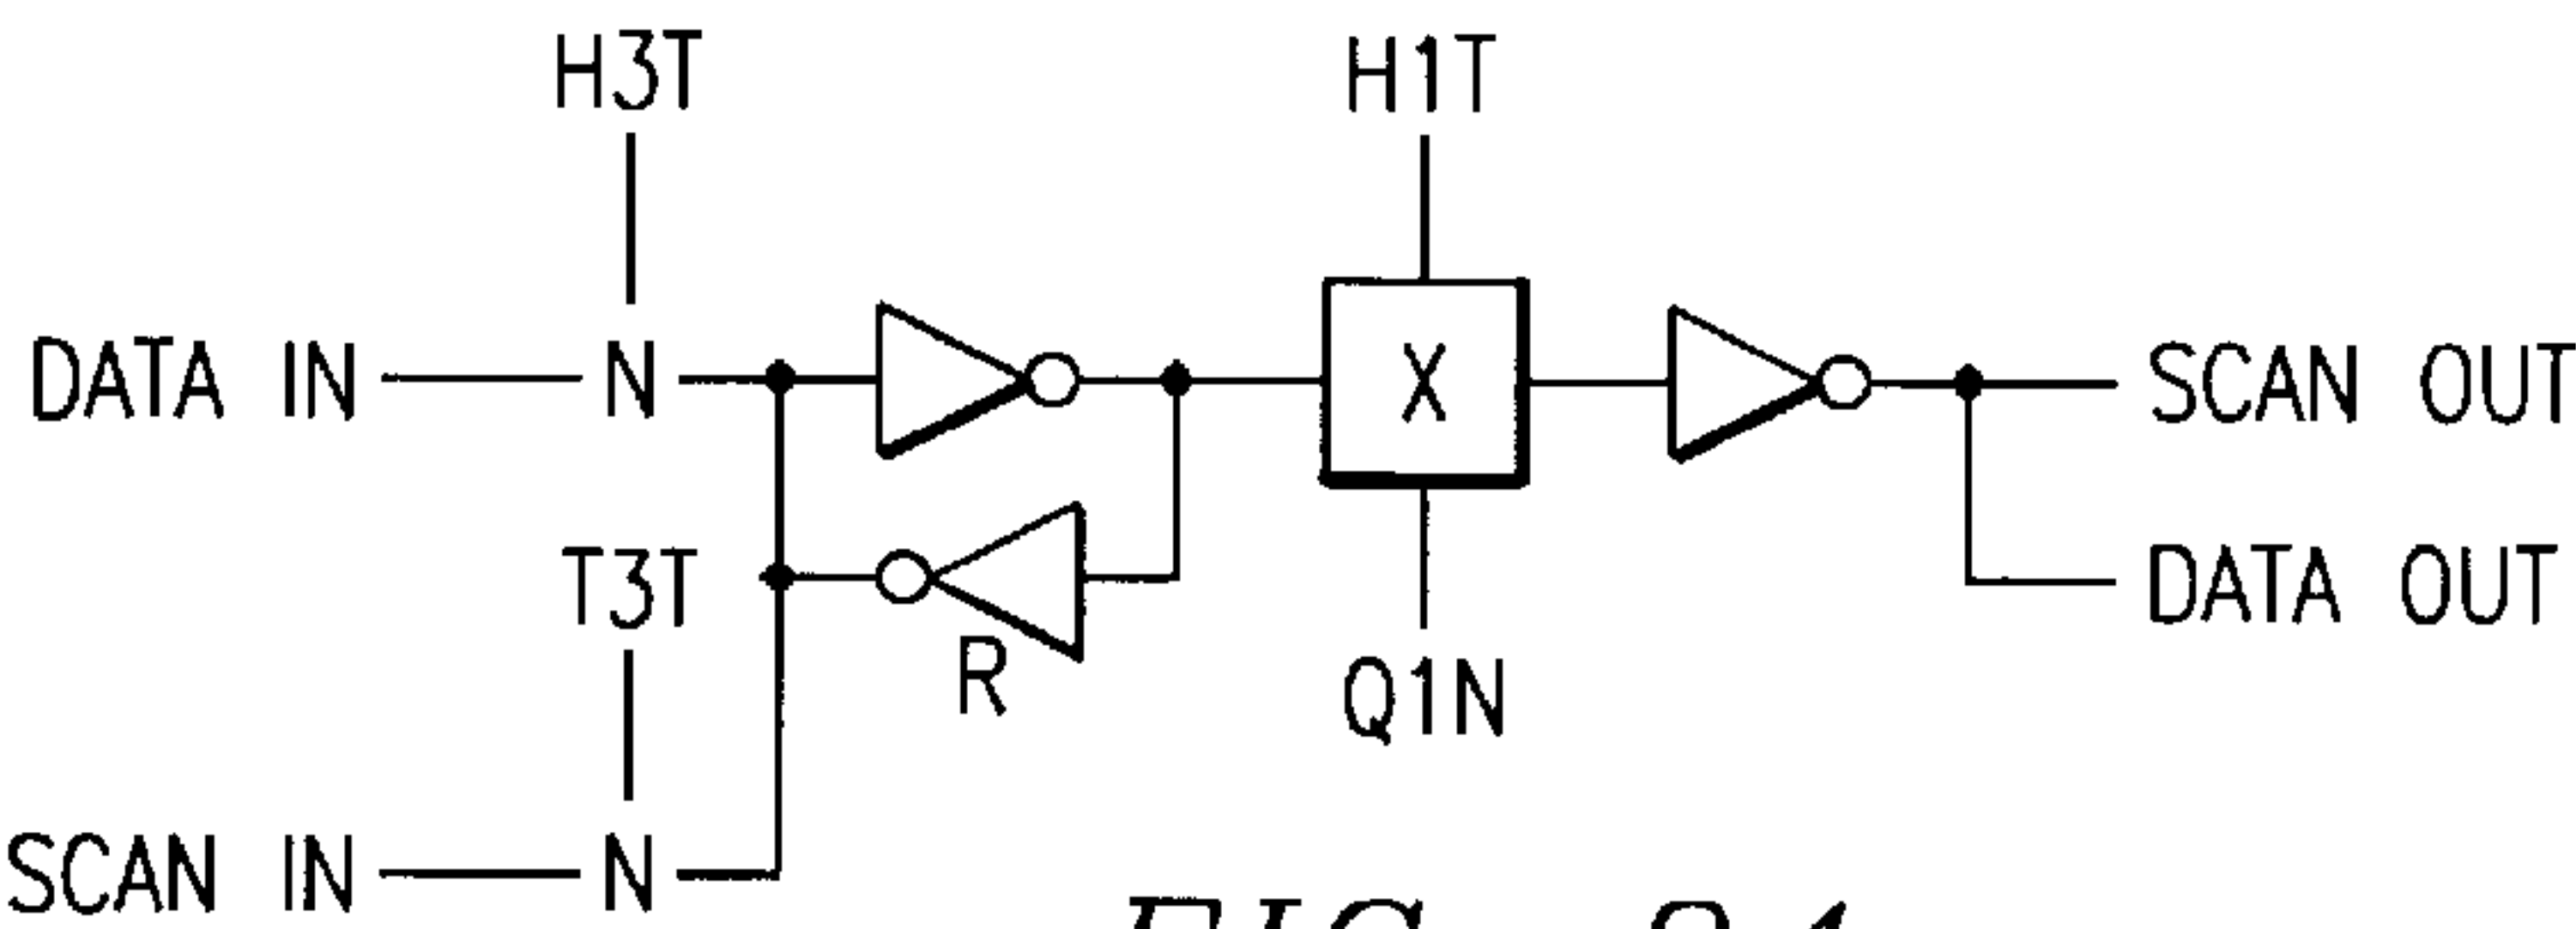 H3T
H1T
DATA IN
N
X
SCAN OUT
T3T
DATA OUT
R
Q1N
SCAN IN
N